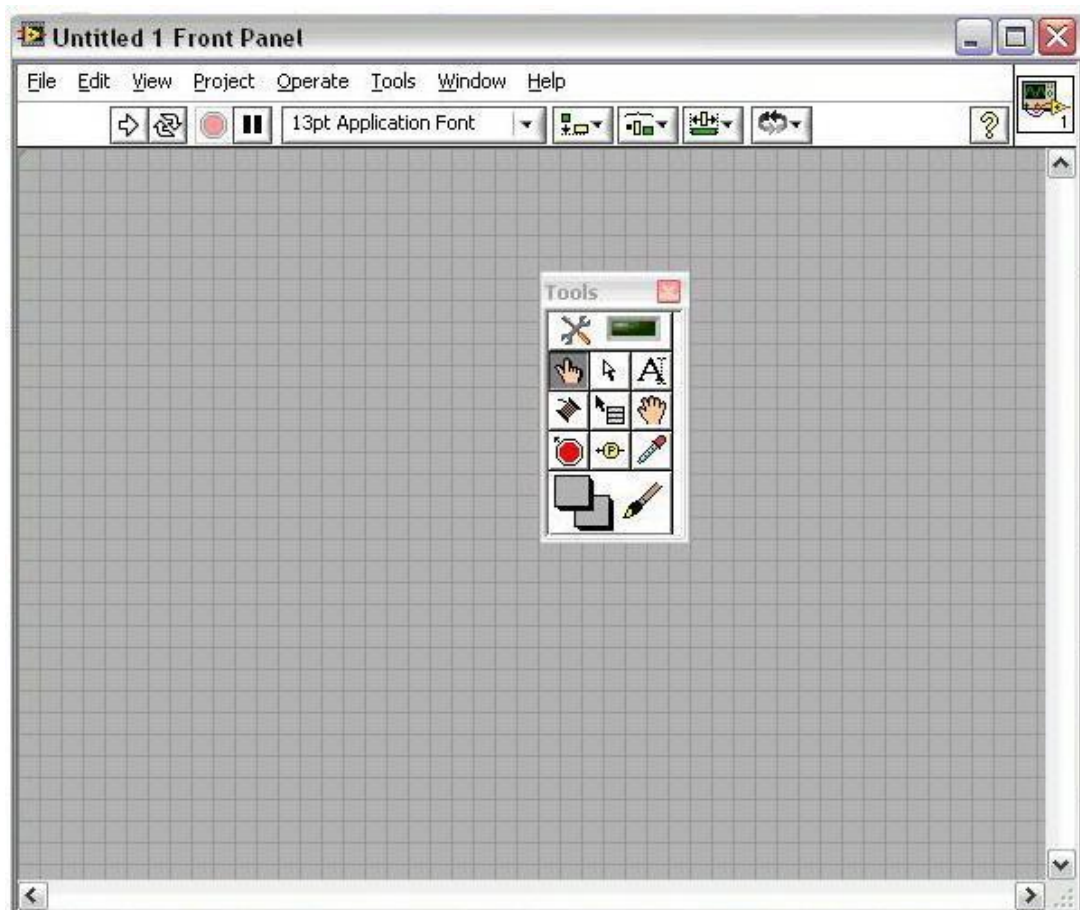 Untitled 1 Front Panel
File Edit View Project Operate Tools Window Help
13pt Application Font
?
1
Tools
A
P